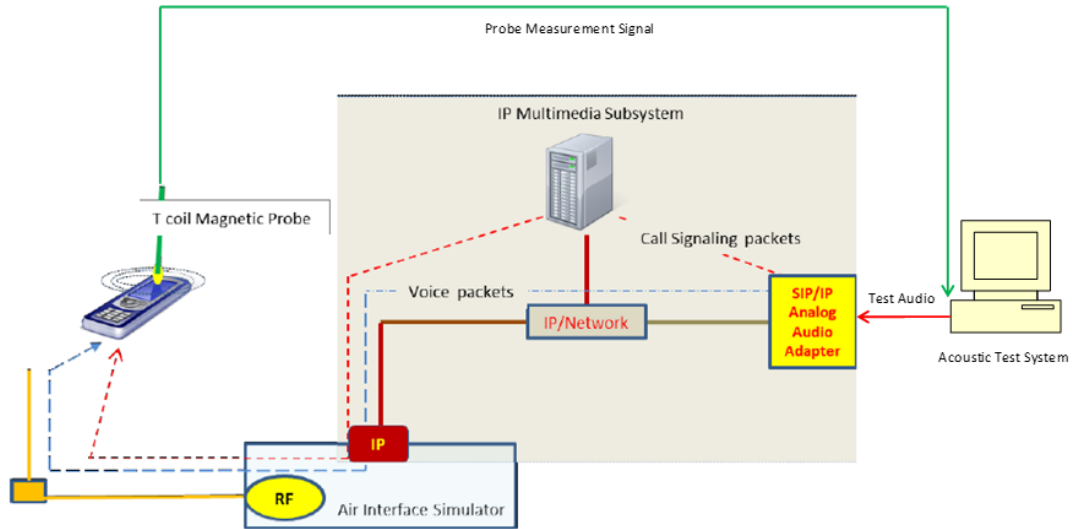 Probe Measurement Signal
IP Multimedia Subsystem
T coil Magnetic Probe
Call Signaling packets
Voice packets
IP/Network
SIP/IP
Analog
Audio
Adapter
Test Audio
Acoustic Test System
IP
RF
Air Interface Simulator